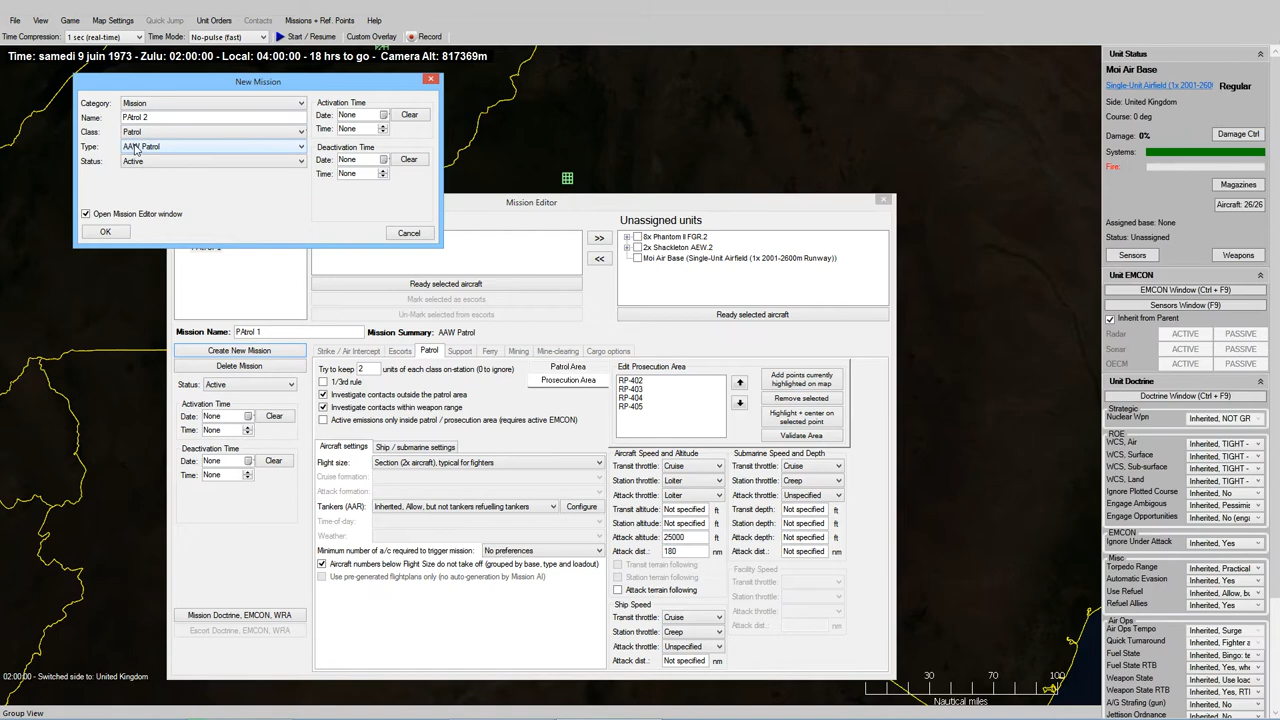 File View Game Map Settings Quick Jump Unit Orders Contacts Missions + Ref. Points Help
Time Compression: 1 sec (real-time) Time Mode: No-pulse (fast) Start / Resume Custom Overlay Record
Time: samedi 9 juin 1973 - Zulu: 02:00:00 - Local: 04:00:00 - 18 hrs to go - Camera Alt: 817369m
New Mission
Category: Mission
Name: PAtrol 2
Class: Patrol
Type: AAW Patrol
Status: Active
Activation Time
Date: None Clear
Time: None
Deactivation Time
Date: None Clear
Time: None
Open Mission Editor window
OK Cancel
Mission Editor
Unassigned units
8x Phantom II FGR.2
2x Shackleton AEW.2
Moi Air Base (Single-Unit Airfield (1x 2001-2600m Runway))
>>
<<
Ready selected aircraft
Mark selected as escorts
Un-Mark selected from escorts
Ready selected aircraft
Mission Name: PAtrol 1 Mission Summary: AAW Patrol
Create New Mission
Delete Mission
Status: Active
Activation Time
Date: None Clear
Time: None
Deactivation Time
Date: None Clear
Time: None
Mission Doctrine, EMCON, WRA
Escort Doctrine, EMCON, WRA
Strike / Air Intercept Escorts Patrol Support Ferry Mining Mine-clearing Cargo options
Try to keep 2 units of each class on-station (0 to ignore)
1/3rd rule
Investigate contacts outside the patrol area
Investigate contacts within weapon range
Active emissions only inside patrol / prosecution area (requires active EMCON)
Patrol Area
Prosecution Area
Edit Prosecution Area
RP-402
RP-403
RP-404
RP-405
Add points currently
highlighted on map
Remove selected
Highlight + center on
selected point
Validate Area
Aircraft settings Ship / submarine settings
Flight size: Section (2x aircraft), typical for fighters
Cruise formation:
Attack formation:
Tankers (AAR): Inherited, Allow, but not tankers refuelling tankers Configure
Time-of-day:
Weather:
Minimum number of a/c required to trigger mission: No preferences
Aircraft numbers below Flight Size do not take off (grouped by base, type and loadout)
Use pre-generated flightplans only (no auto-generation by Mission AI)
Aircraft Speed and Altitude
Transit throttle: Cruise
Station throttle: Loiter
Attack throttle: Loiter
Transit altitude: Not specified ft
Station altitude: Not specified ft
Attack altitude: 25000 ft
Attack dist.: 180 nm
Transit terrain following
Station terrain following
Attack terrain following
Ship Speed
Transit throttle: Cruise
Station throttle: Creep
Attack throttle: Unspecified
Attack dist.: Not specified nm
Submarine Speed and Depth
Transit throttle: Cruise
Station throttle: Creep
Attack throttle: Unspecified
Transit depth: Not specified ft
Station depth: Not specified ft
Attack depth: Not specified ft
Attack dist.: Not specified nm
Facility Speed
Transit throttle:
Station throttle:
Attack throttle:
Attack dist.: nm
Unit Status
Moi Air Base
Single-Unit Airfield (1x 2001-260 Regular
Side: United Kingdom
Course: 0 deg
Damage: 0% Damage Ctrl
Systems:
Fire:
Magazines
Aircraft: 26/26
Assigned base: None
Status: Unassigned
Sensors Weapons
Unit EMCON
EMCON Window (Ctrl + F9)
Sensors Window (F9)
Inherit from Parent
Radar ACTIVE PASSIVE
Sonar ACTIVE PASSIVE
OECM ACTIVE PASSIVE
Unit Doctrine
Doctrine Window (Ctrl + F9)
Strategic
Nuclear Wpn Inherited, NOT GR
ROE
WCS, Air Inherited, TIGHT -
WCS, Surface Inherited, TIGHT -
WCS, Sub-surface Inherited, TIGHT -
WCS, Land Inherited, TIGHT -
Ignore Plotted Course Inherited, No
Engage Ambigous Inherited, Pessimi
Engage Opportunities Inherited, No (eng
EMCON
Ignore Under Attack Inherited, Yes
Misc
Torpedo Range Inherited, Practical
Automatic Evasion Inherited, Yes
Use Refuel Inherited, Allow, bu
Refuel Allies Inherited, Yes
Air Ops
Air Ops Tempo Inherited, Surge
Quick Turnaround Inherited, Fighter a
Fuel State Inherited, Bingo: te
Fuel State RTB Inherited, Yes, whe
Weapon State Inherited, Use load
Weapon State RTB Inherited, Yes, RT
A/G Strafing (gun) Inherited, No
Jettison Ordnance Inherited, No
02:00:00 - Switched side to: United Kingdom
0 50 100
Nautical miles
Group View